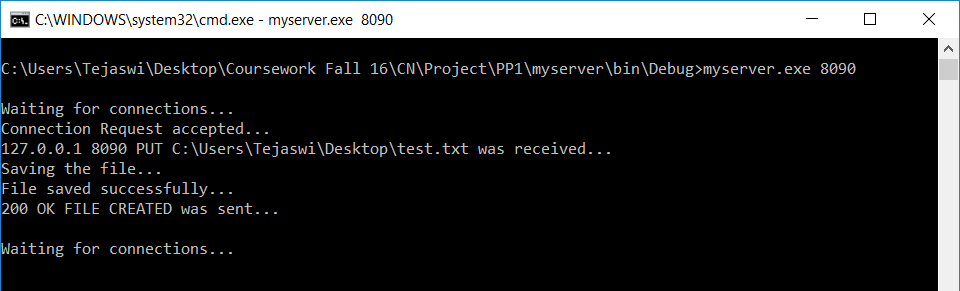 C:\WINDOWS\system32\cmd.exe - myserver.exe 8090
C:\Users\Tejaswi\Desktop\Coursework Fall 16\CN\Project\PP1\myserver\bin\Debug>myserver.exe 8090
Waiting for connections...
Connection Request accepted...
127.0.0.1 8090 PUT C:\Users\Tejaswi\Desktop\test.txt was received...
Saving the file...
File saved successfully...
200 OK FILE CREATED was sent...
Waiting for connections...